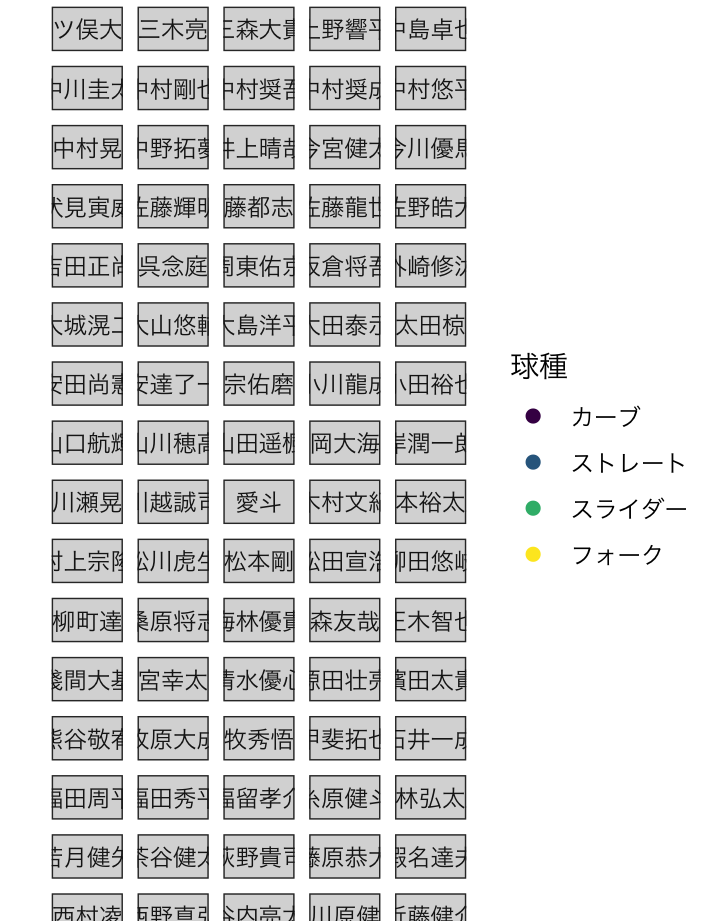 ツ俣大 三木亮 三森大貴 上野響平 中島卓也
中川圭太 中村剛也 中村奨吾 中村奨成 中村悠平
中村晃 中野拓夢 井上晴哉 今宮健太 今川優馬
伏見寅威 佐藤輝明 藤都志 佐藤龍世 佐野皓大
吉田正尚 呉念庭 周東佑京 坂倉将吾 外崎修汰
大城滉二 大山悠輔 大島洋平 大田泰示 太田椋
安田尚憲 安達了一 宗佑磨 小川龍成 小田裕也
山口航輝 山川穂高 山田遥楓 岡大海 岸潤一郎
川瀬晃 川越誠司 愛斗 木村文紀 本裕太
村上宗隆 松川虎生 松本剛 松田宣浩 柳田悠岐
柳町達 桑原将志 梅林優貴 森友哉 正木智也
淺間大基 宮幸太 清水優心 源田壮亮 濱田太貴
熊谷敬宥 牧原大成 牧秀悟 甲斐拓也 石井一成
福田周平 福田秀平 福留孝介 糸原健斗 林弘太
若月健矢 茶谷健太 荻野貴司 藤原恭大 蝦名達夫
西村凌 西野真弘 谷内亮太 川原健 近藤健介
球種
カーブ
ストレート
スライダー
フォーク